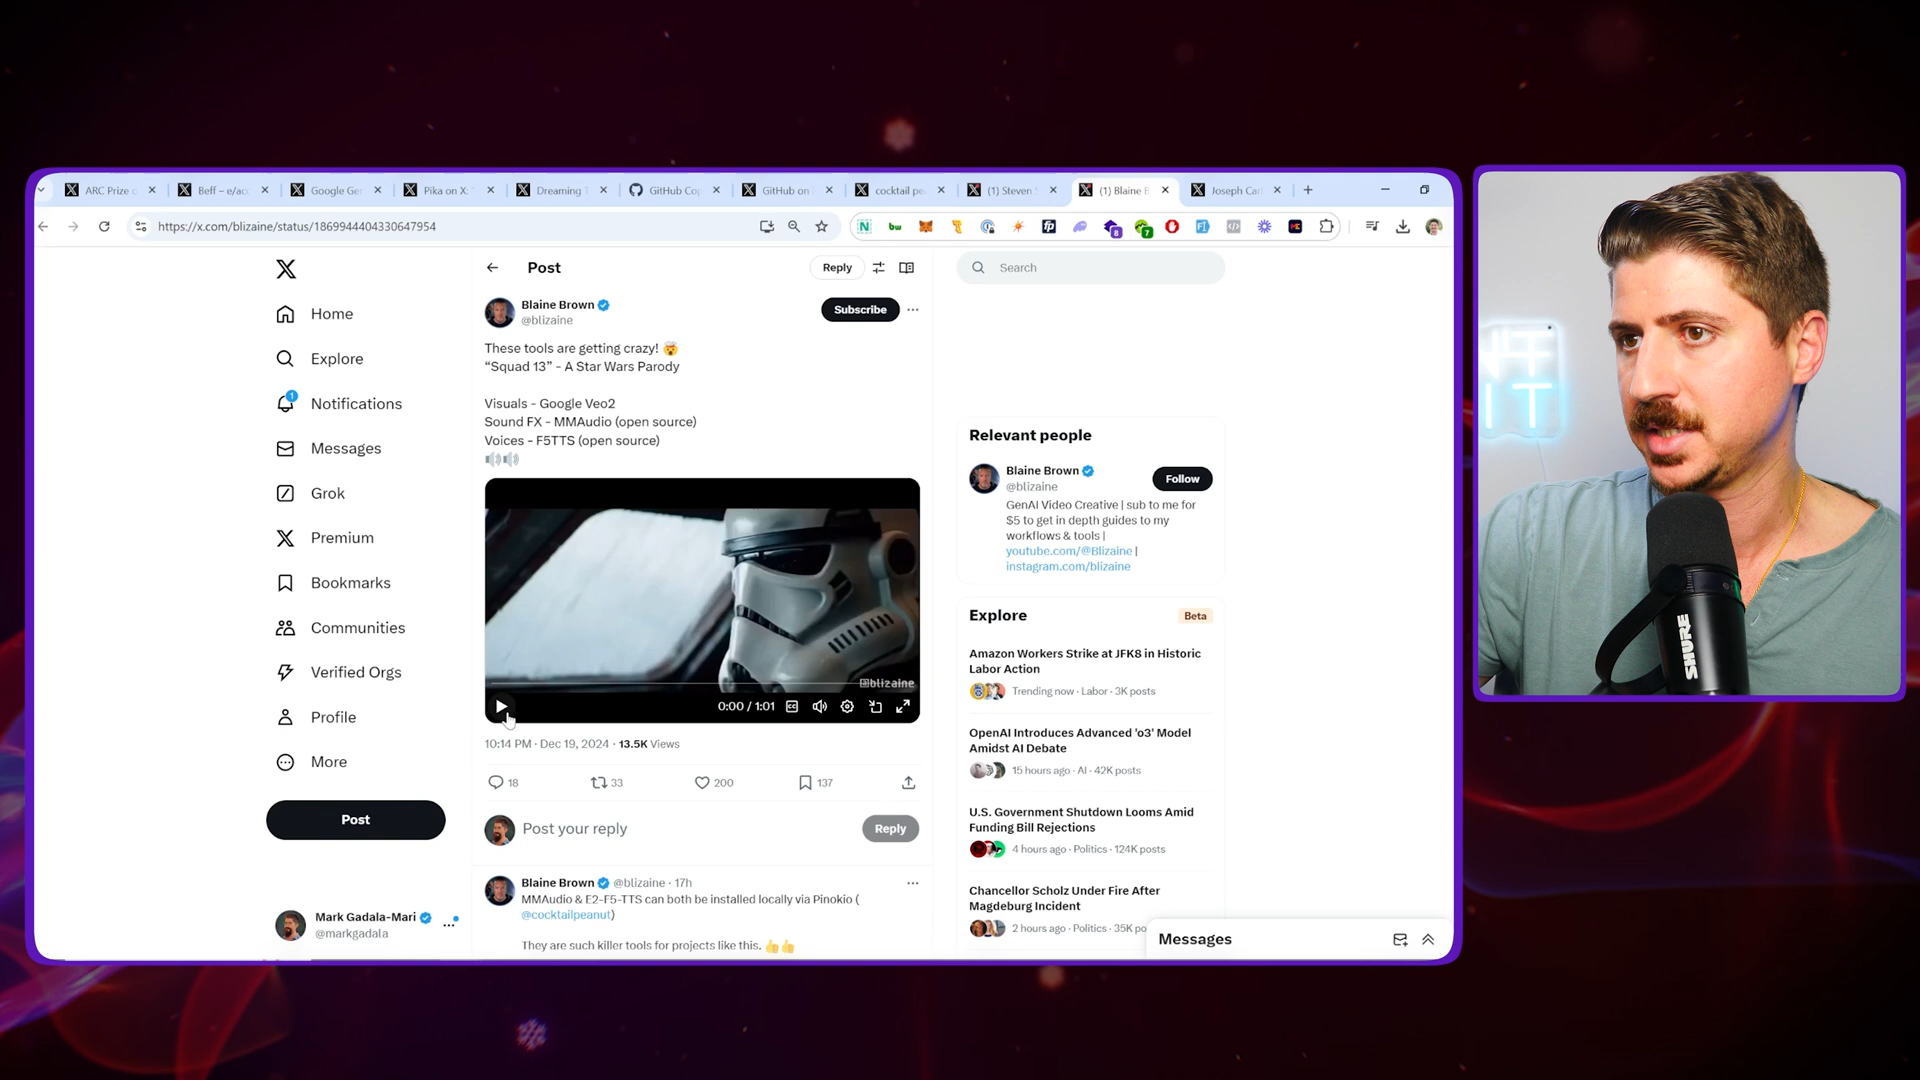 ARC Prize
Beff – e/acc
Google Ger
Pika on X:
Dreaming
GitHub Cop
GitHub on
cocktail pe
(1) Steven
(1) Blaine B
Joseph Carl
https://x.com/blizaine/status/1869944404330647954
Home
Explore
Notifications
1
Messages
Grok
Premium
Bookmarks
Communities
Verified Orgs
Profile
More
Post
Mark Gadala-Mari
@markgadala
Post
Reply
Blaine Brown
@blizaine
Subscribe
These tools are getting crazy! 🤯
“Squad 13” - A Star Wars Parody
Visuals - Google Veo2
Sound FX - MMAudio (open source)
Voices - F5TTS (open source)
🔊🔊
@blizaine
0:00 / 1:01
10:14 PM · Dec 19, 2024 · 13.5K Views
18
33
200
137
Post your reply
Reply
Blaine Brown @blizaine · 17h
MMAudio & E2-F5-TTS can both be installed locally via Pinokio (
@cocktailpeanut)
They are such killer tools for projects like this. 👍👍
Search
Relevant people
Blaine Brown
@blizaine
Follow
GenAI Video Creative | sub to me for
$5 to get in depth guides to my
workflows & tools |
youtube.com/@Blizaine |
instagram.com/blizaine
Explore
Beta
Amazon Workers Strike at JFK8 in Historic
Labor Action
Trending now · Labor · 3K posts
OpenAI Introduces Advanced 'o3' Model
Amidst AI Debate
15 hours ago · AI · 42K posts
U.S. Government Shutdown Looms Amid
Funding Bill Rejections
4 hours ago · Politics · 124K posts
Chancellor Scholz Under Fire After
Magdeburg Incident
2 hours ago · Politics · 35K po
Messages
SHURE
IT